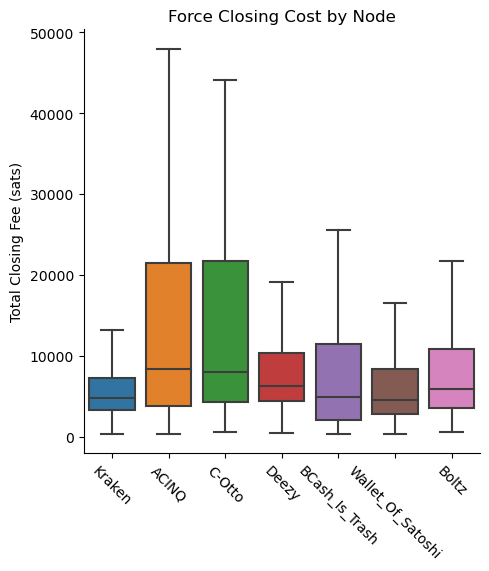 Force Closing Cost by Node
Total Closing Fee (sats)
50000
40000
30000
20000
10000
0
Kraken
ACINQ
C-Otto
Deezy
BCash_Is_Trash
Wallet_Of_Satoshi
Boltz